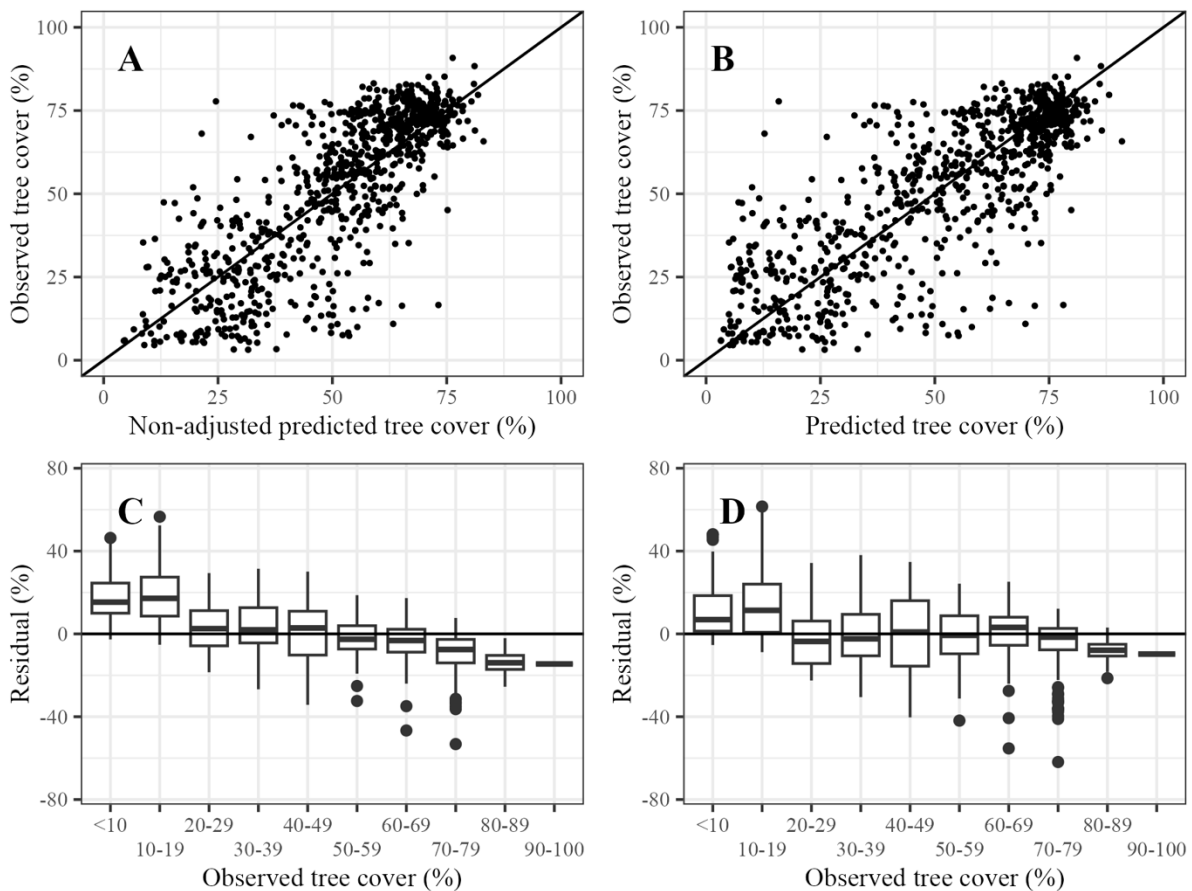 A
100
75
50
25
0
Observed tree cover (%)
0 25 50 75 100
Non-adjusted predicted tree cover (%)
B
100
75
50
25
0
Observed tree cover (%)
0 25 50 75 100
Predicted tree cover (%)
C
80
40
0
-40
-80
Residual (%)
<10 20-29 40-49 60-69 80-89
10-19 30-39 50-59 70-79 90-100
Observed tree cover (%)
D
80
40
0
-40
-80
Residual (%)
<10 20-29 40-49 60-69 80-89
10-19 30-39 50-59 70-79 90-100
Observed tree cover (%)